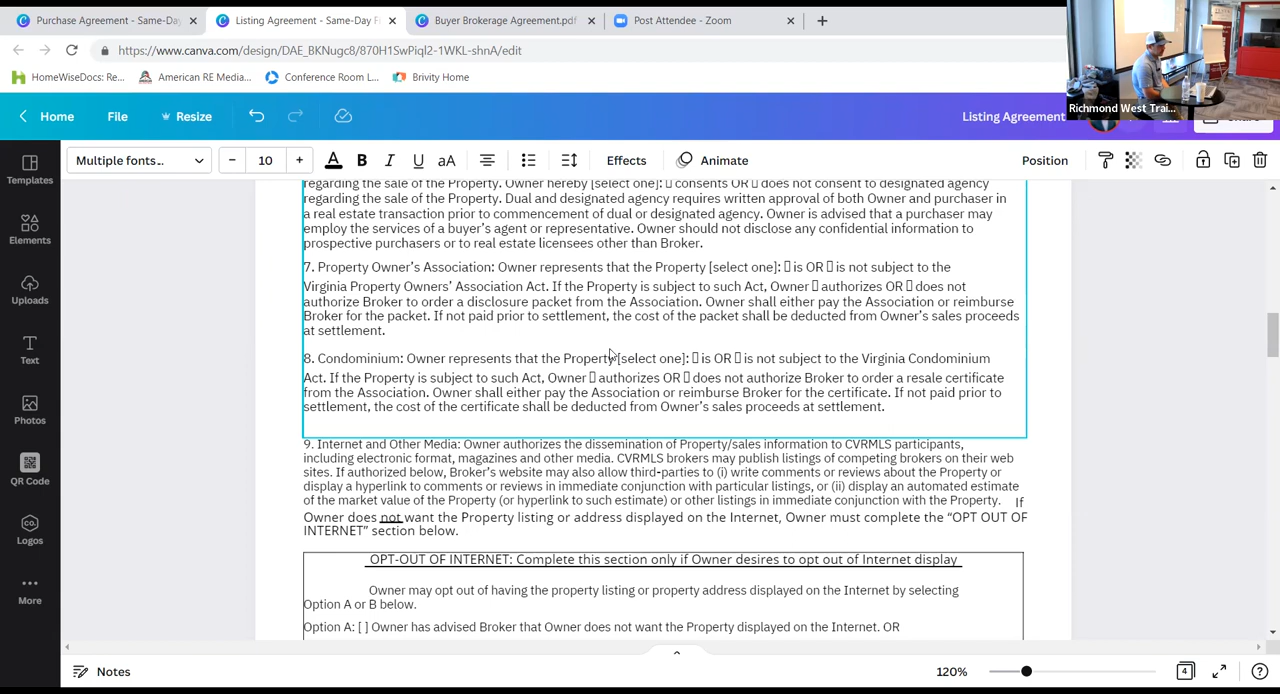 Purchase Agreement - Same-Day
Listing Agreement - Same-Day Fi
Buyer Brokerage Agreement.pdf
Post Attendee - Zoom
https://www.canva.com/design/DAE_BKNugc8/870H1SwPiql2-1WKL-shnA/edit
HomeWiseDocs: Re...
American RE Media...
Conference Room L...
Brivity Home
Richmond West Trai...
Home
File
Resize
Listing Agreement
Multiple fonts...
10
A
B
I
U
aA
Effects
Animate
Position
Templates
Elements
Uploads
Text
Photos
QR Code
Logos
More
regarding the sale of the Property. Owner hereby [select one]: ▯ consents OR ▯ does not consent to designated agency
regarding the sale of the Property. Dual and designated agency requires written approval of both Owner and purchaser in
a real estate transaction prior to commencement of dual or designated agency. Owner is advised that a purchaser may
employ the services of a buyer's agent or representative. Owner should not disclose any confidential information to
prospective purchasers or to real estate licensees other than Broker.
7. Property Owner's Association: Owner represents that the Property [select one]: ▯ is OR ▯ is not subject to the
Virginia Property Owners' Association Act. If the Property is subject to such Act, Owner ▯ authorizes OR ▯ does not
authorize Broker to order a disclosure packet from the Association. Owner shall either pay the Association or reimburse
Broker for the packet. If not paid prior to settlement, the cost of the packet shall be deducted from Owner's sales proceeds
at settlement.
8. Condominium: Owner represents that the Property [select one]: ▯ is OR ▯ is not subject to the Virginia Condominium
Act. If the Property is subject to such Act, Owner ▯ authorizes OR ▯ does not authorize Broker to order a resale certificate
from the Association. Owner shall either pay the Association or reimburse Broker for the certificate. If not paid prior to
settlement, the cost of the certificate shall be deducted from Owner's sales proceeds at settlement.
9. Internet and Other Media: Owner authorizes the dissemination of Property/sales information to CVRMLS participants,
including electronic format, magazines and other media. CVRMLS brokers may publish listings of competing brokers on their web
sites. If authorized below, Broker's website may also allow third-parties to (i) write comments or reviews about the Property or
display a hyperlink to comments or reviews in immediate conjunction with particular listings, or (ii) display an automated estimate
of the market value of the Property (or hyperlink to such estimate) or other listings in immediate conjunction with the Property. If
Owner does not want the Property listing or address displayed on the Internet, Owner must complete the "OPT OUT OF
INTERNET" section below.
OPT-OUT OF INTERNET: Complete this section only if Owner desires to opt out of Internet display
Owner may opt out of having the property listing or property address displayed on the Internet by selecting
Option A or B below.
Option A: [ ] Owner has advised Broker that Owner does not want the Property displayed on the Internet. OR
Notes
120%
4